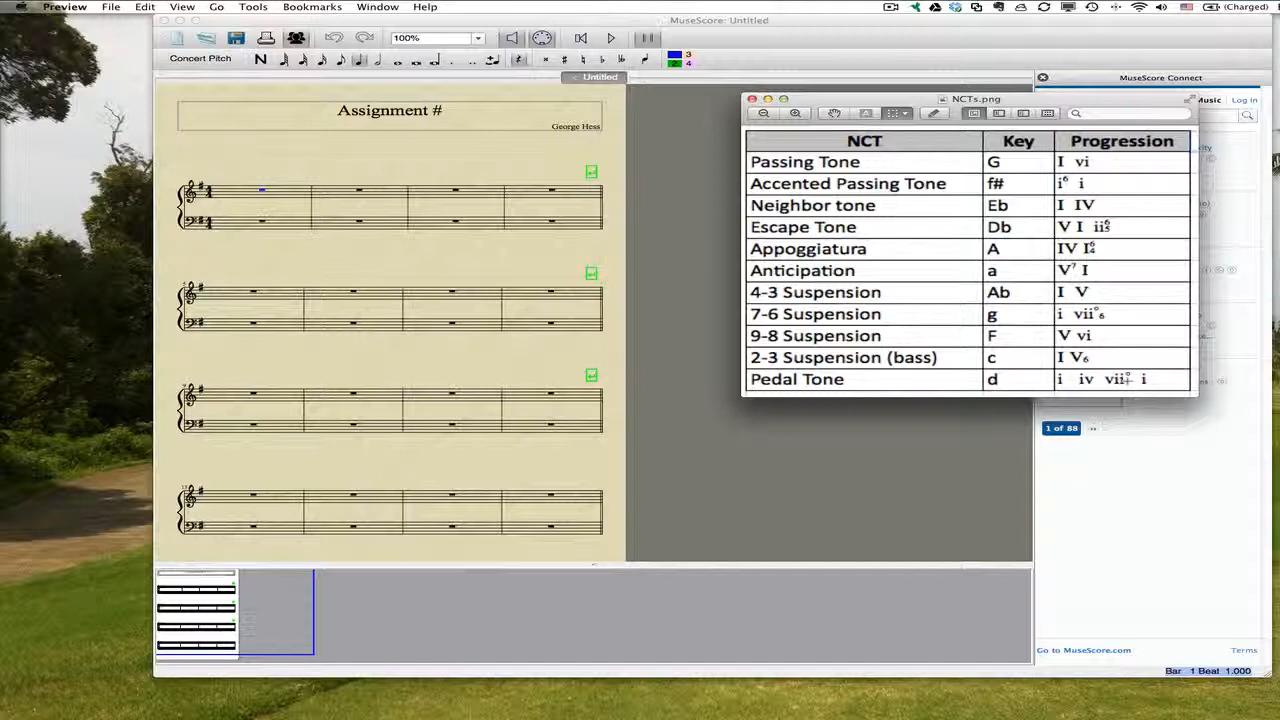 Preview File Edit View Go Tools Bookmarks Window Help (Charged)
MuseScore: Untitled
100%
Concert Pitch N 3
2 4
Untitled
MuseScore Connect
Assignment #
George Hess
NCTs.png
Music Log In
NCT Key Progression
Passing Tone G I vi
Accented Passing Tone f# i6 i
Neighbor tone Eb I IV
Escape Tone Db V I
Appoggiatura A IV I64
Anticipation a V7 I
4-3 Suspension Ab I V
7-6 Suspension g i vii°6
9-8 Suspension F V vi
2-3 Suspension (bass) c I V6
Pedal Tone d i iv vii° i
1 of 88 »
Go to MuseScore.com Terms
Bar 1 Beat 1.000